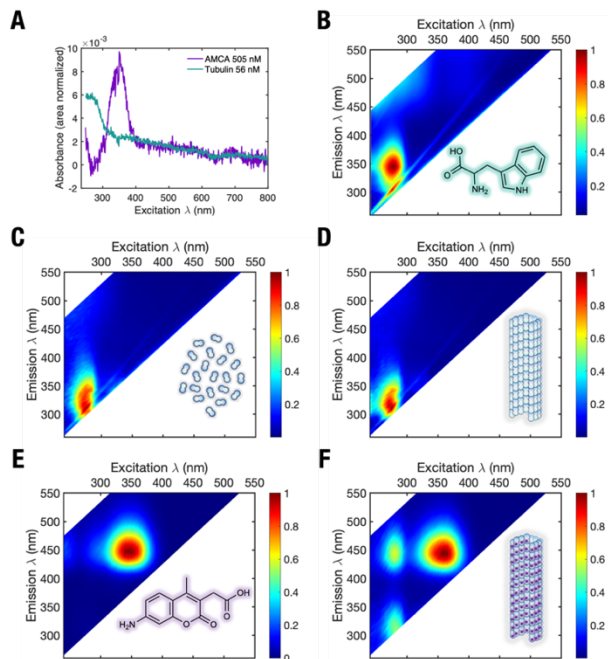 A
×10⁻³
10
8
6
4
2
0
-2
Absorbance (area normalized)
AMCA 505 nM
Tubulin 56 nM
300 400 500 600 700 800
Excitation λ (nm)
B
Excitation λ (nm)
300 350 400 450 500 550
550
500
450
400
350
300
Emission λ (nm)
HO
O
NH₂
NH
1
0.8
0.6
0.4
0.2
C
Excitation λ (nm)
300 350 400 450 500 550
550
500
450
400
350
300
Emission λ (nm)
1
0.8
0.6
0.4
0.2
D
Excitation λ (nm)
300 350 400 450 500 550
550
500
450
400
350
300
Emission λ (nm)
1
0.8
0.6
0.4
0.2
E
Excitation λ (nm)
300 350 400 450 500 550
550
500
450
400
350
300
Emission λ (nm)
H₂N
O
O
O
OH
1
0.8
0.6
0.4
0.2
0
F
Excitation λ (nm)
300 350 400 450 500 550
550
500
450
400
350
300
Emission λ (nm)
1
0.8
0.6
0.4
0.2